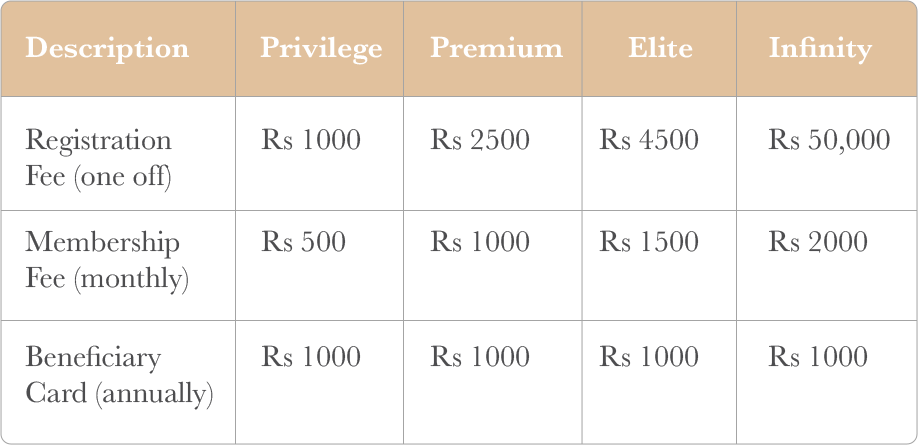 Description Privilege Premium Elite Infinity
Registration Rs 1000 Rs 2500 Rs 4500 Rs 50,000
Fee (one off)
Membership Rs 500 Rs 1000 Rs 1500 Rs 2000
Fee (monthly)
Beneficiary Rs 1000 Rs 1000 Rs 1000 Rs 1000
Card (annually)